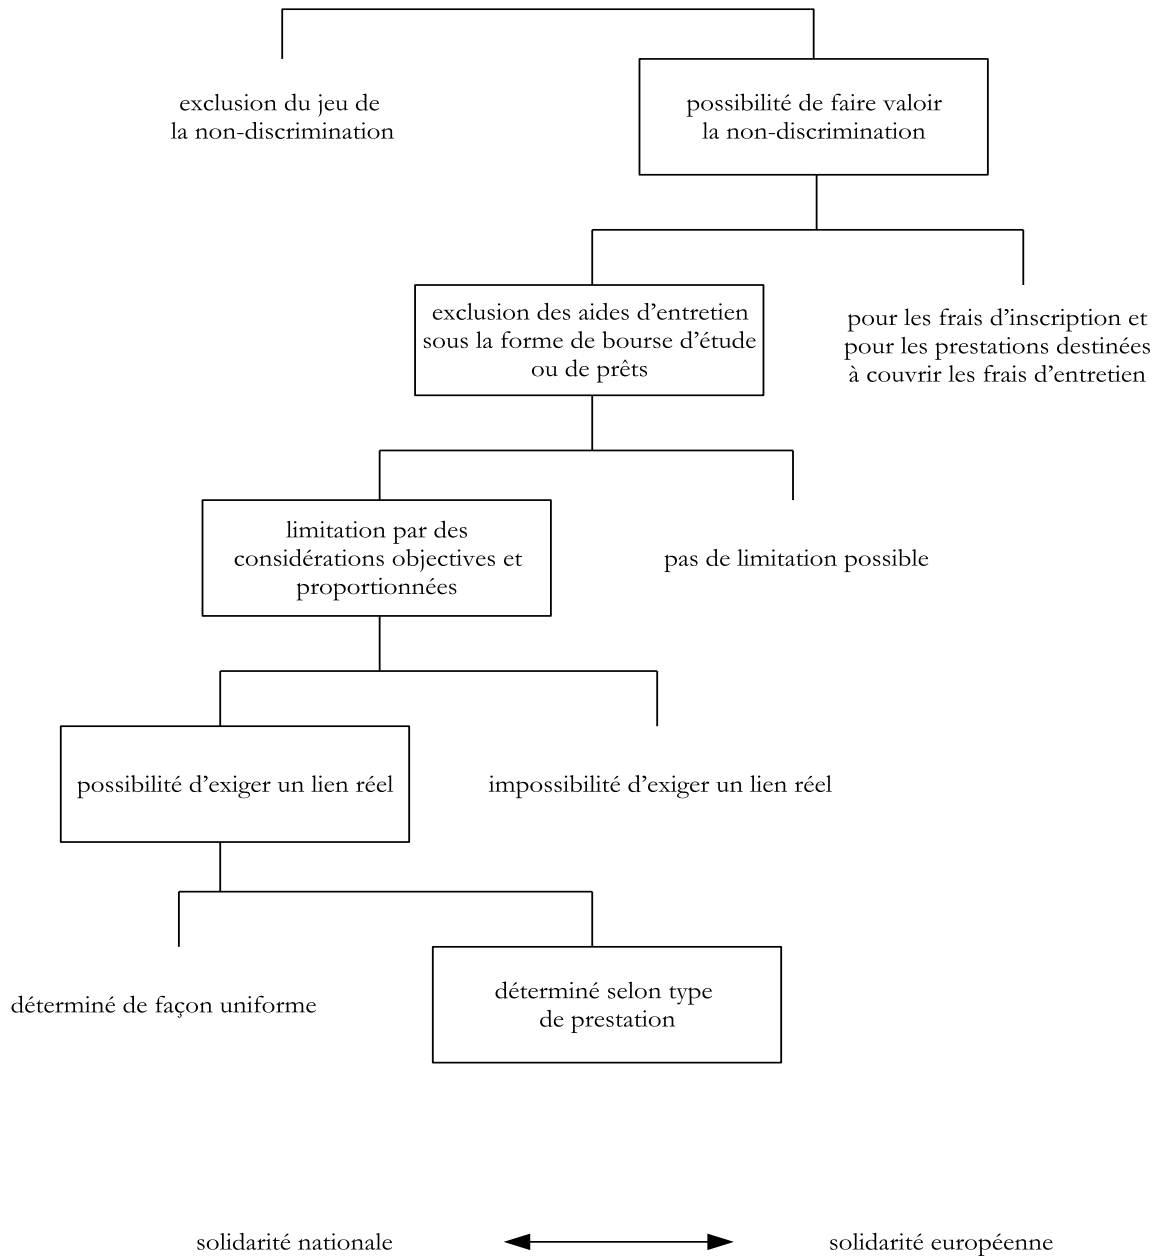 exclusion du jeu de
la non-discrimination
possibilité de faire valoir
la non-discrimination
exclusion des aides d’entretien
sous la forme de bourse d’étude
ou de prêts
pour les frais d’inscription et
pour les prestations destinées
à couvrir les frais d’entretien
limitation par des
considérations objectives et
proportionnées
pas de limitation possible
possibilité d’exiger un lien réel
impossibilité d’exiger un lien réel
déterminé de façon uniforme
déterminé selon type
de prestation
solidarité nationale
solidarité européenne